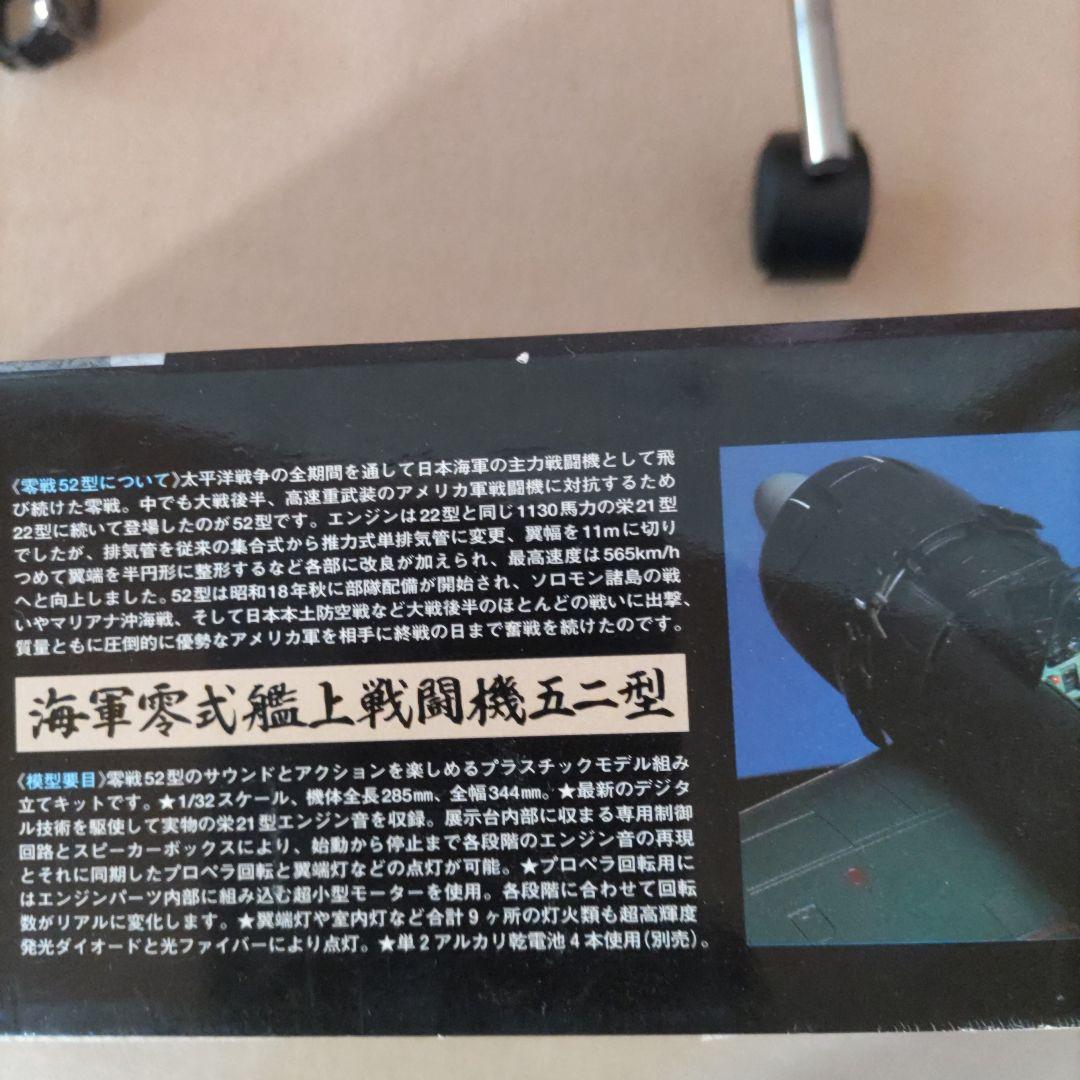 《零戦52型について》太平洋戦争の全期間を通して日本海軍の主力戦闘機として飛
び続けた零戦。中でも大戦後半、高速重武装のアメリカ軍戦闘機に対抗するため
22型に続いて登場したのが52型です。エンジンは22型と同じ1130馬力の栄21型
でしたが、排気管を従来の集合式から推力式単排気管に変更、翼幅を11mに切り
つめて翼端を半円形に整形するなど各部に改良が加えられ、最高速度は565km/h
へと向上しました。52型は昭和18年秋に部隊配備が開始され、ソロモン諸島の戦
いやマリアナ沖海戦、そして日本本土防空戦など大戦後半のほとんどの戦いに出撃、
質量ともに圧倒的に優勢なアメリカ軍を相手に終戦の日まで奮戦を続けたのです。
海軍零式艦上戦闘機五二型
《模型要目》零戦52型のサウンドとアクションを楽しめるプラスチックモデル組み
立てキットです。★1/32スケール、機体全長285㎜、全幅344㎜。★最新のデジタ
ル技術を駆使して実物の栄21型エンジン音を収録。展示台内部に収まる専用制御
回路とスピーカーボックスにより、始動から停止まで各段階のエンジン音の再現
とそれに同期したプロペラ回転と翼端灯などの点灯が可能。★プロペラ回転用に
はエンジンパーツ内部に組み込む超小型モーターを使用。各段階に合わせて回転
数がリアルに変化します。★翼端灯や室内灯など合計9ヶ所の灯火類も超高輝度
発光ダイオードと光ファイバーにより点灯。★単2アルカリ乾電池4本使用(別売)。